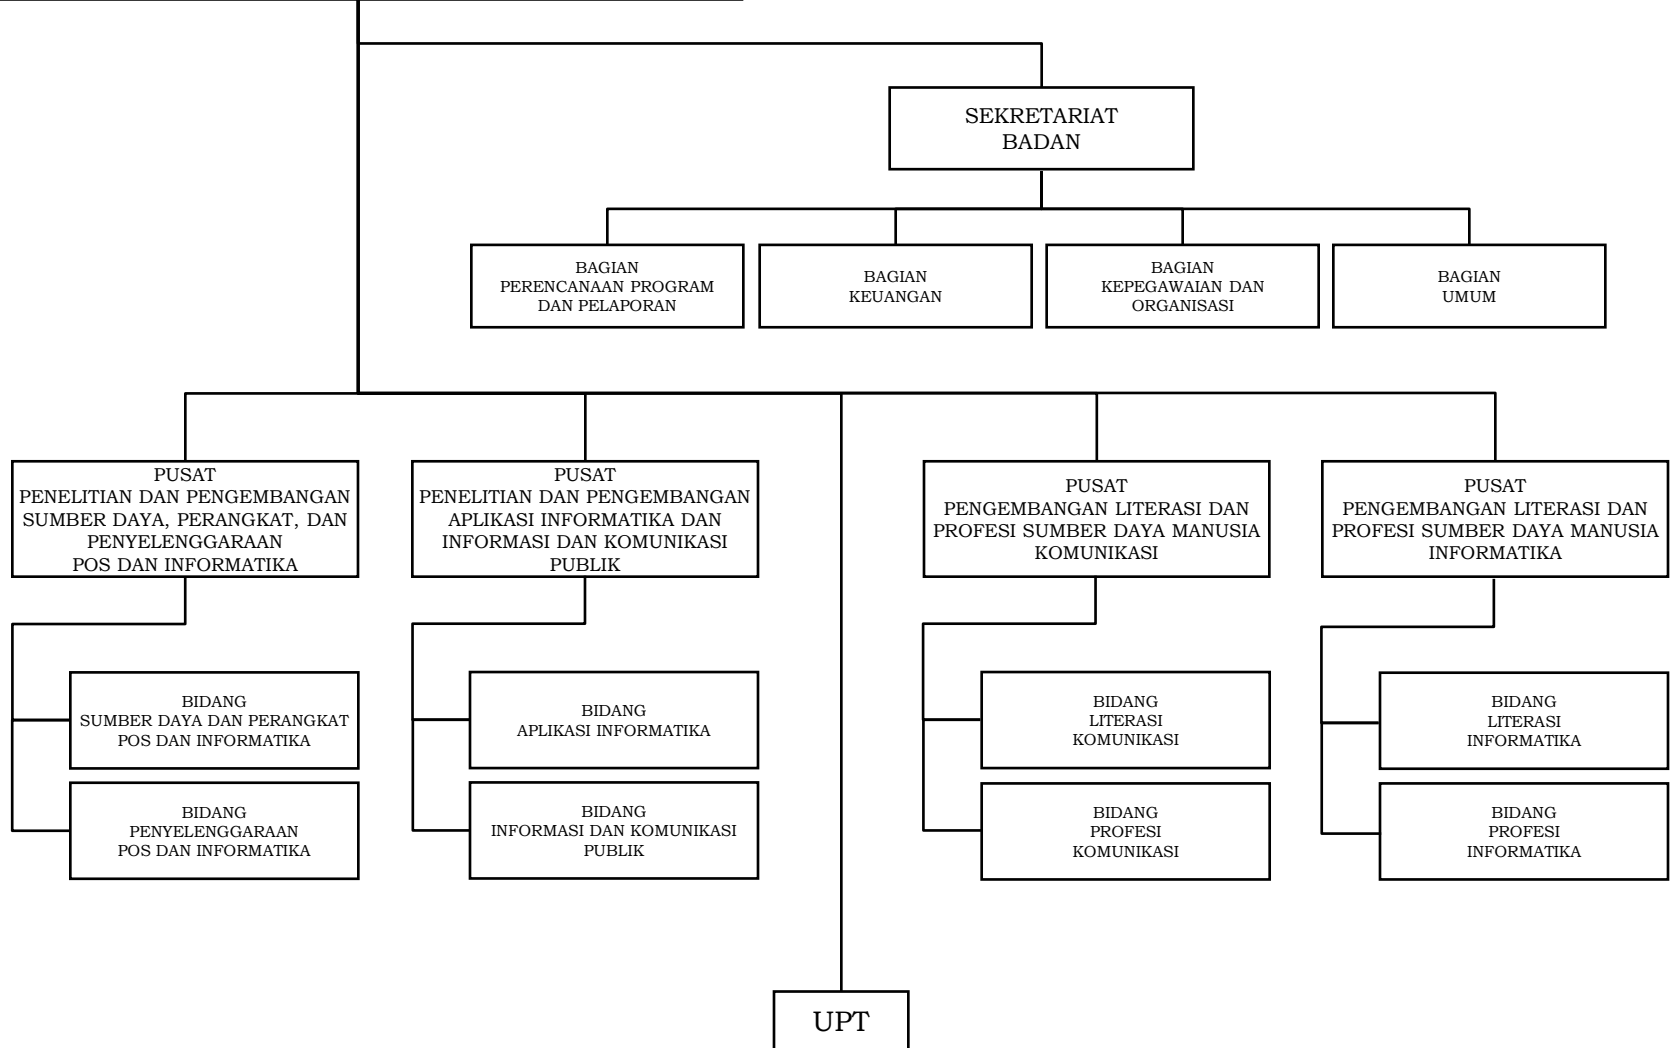 SEKRETARIAT
BADAN
BAGIAN
PERENCANAAN PROGRAM
DAN PELAPORAN
BAGIAN
KEUANGAN
BAGIAN
KEPEGAWAIAN DAN
ORGANISASI
BAGIAN
UMUM
PUSAT
PENELITIAN DAN PENGEMBANGAN
SUMBER DAYA, PERANGKAT, DAN
PENYELENGGARAAN
POS DAN INFORMATIKA
PUSAT
PENELITIAN DAN PENGEMBANGAN
APLIKASI INFORMATIKA DAN
INFORMASI DAN KOMUNIKASI
PUBLIK
PUSAT
PENGEMBANGAN LITERASI DAN
PROFESI SUMBER DAYA MANUSIA
KOMUNIKASI
PUSAT
PENGEMBANGAN LITERASI DAN
PROFESI SUMBER DAYA MANUSIA
INFORMATIKA
BIDANG
SUMBER DAYA DAN PERANGKAT
POS DAN INFORMATIKA
BIDANG
APLIKASI INFORMATIKA
BIDANG
LITERASI
KOMUNIKASI
BIDANG
LITERASI
INFORMATIKA
BIDANG
PENYELENGGARAAN
POS DAN INFORMATIKA
BIDANG
INFORMASI DAN KOMUNIKASI
PUBLIK
BIDANG
PROFESI
KOMUNIKASI
BIDANG
PROFESI
INFORMATIKA
UPT